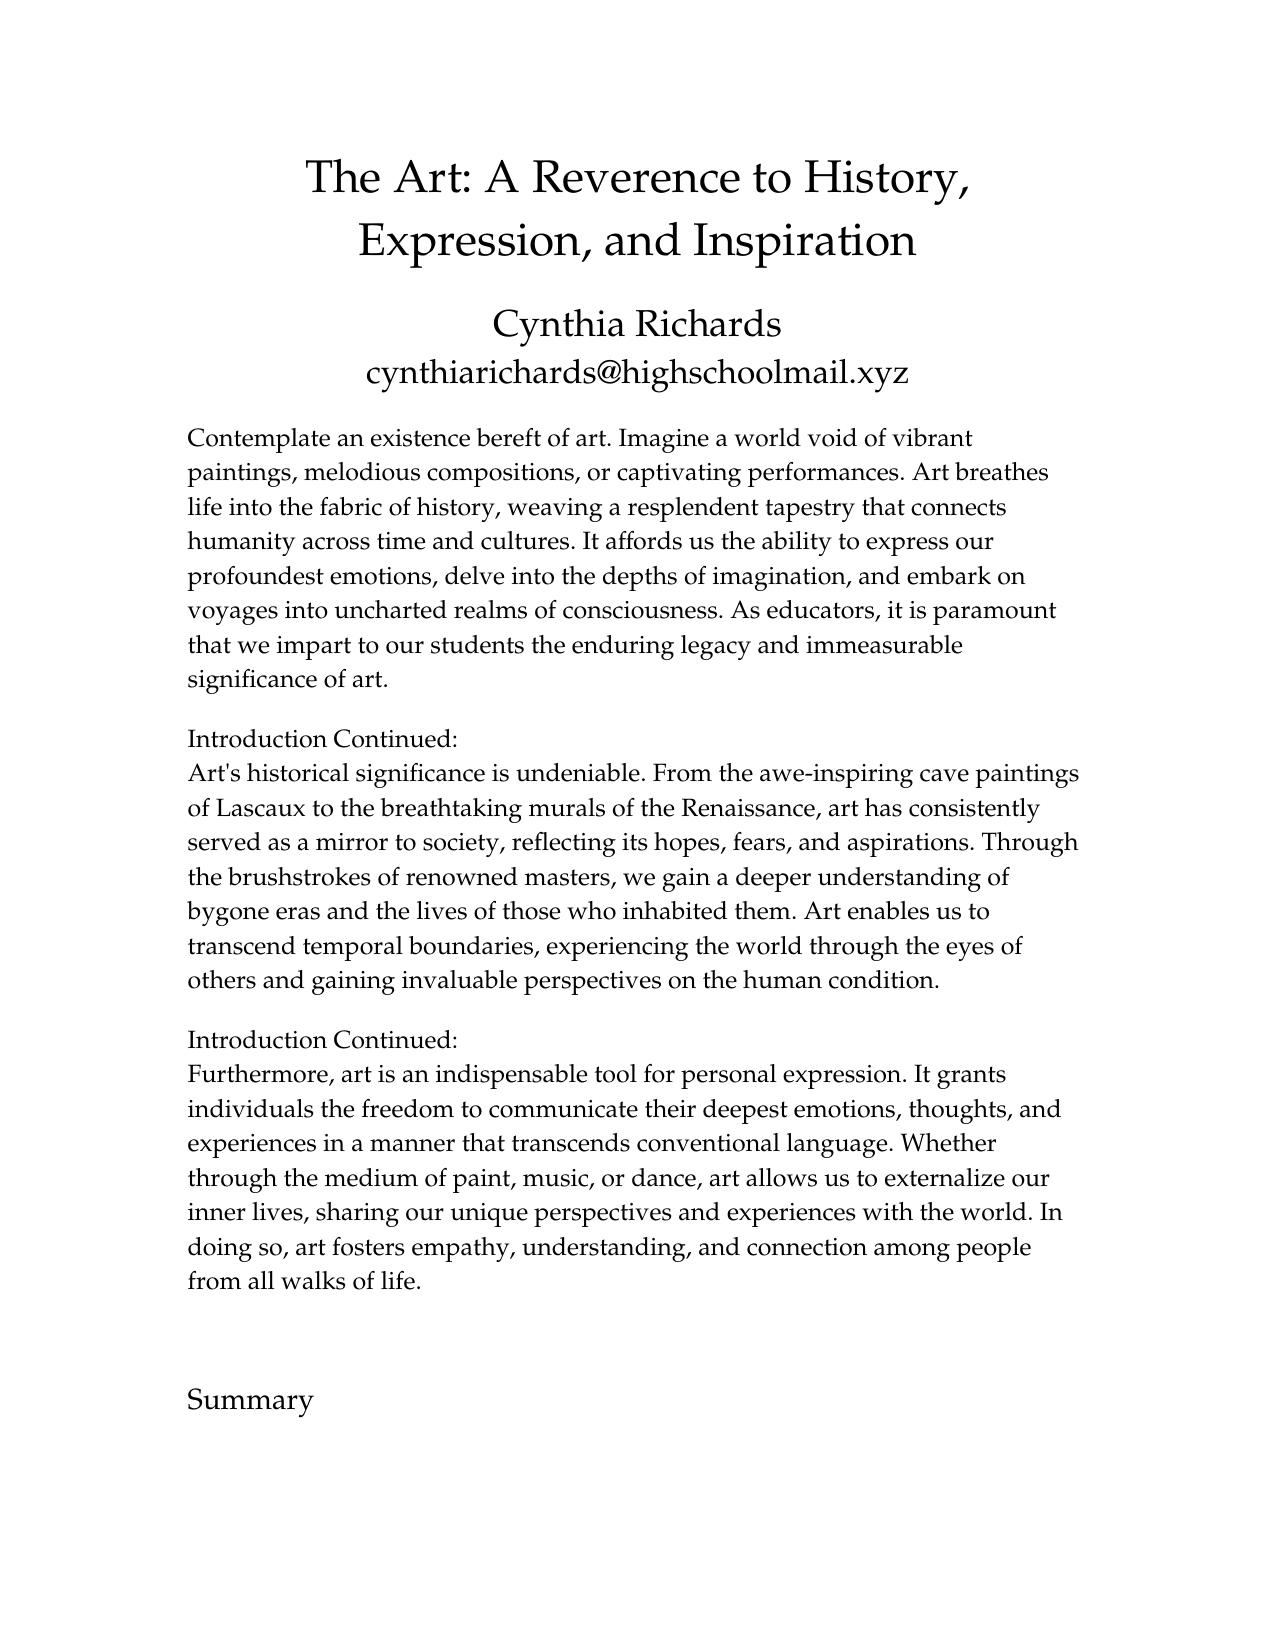 The Art: A Reverence to History,
Expression, and Inspiration
Cynthia Richards
cynthiarichards@highschoolmail.xyz
Contemplate an existence bereft of art. Imagine a world void of vibrant
paintings, melodious compositions, or captivating performances. Art breathes
life into the fabric of history, weaving a resplendent tapestry that connects
humanity across time and cultures. It affords us the ability to express our
profoundest emotions, delve into the depths of imagination, and embark on
voyages into uncharted realms of consciousness. As educators, it is paramount
that we impart to our students the enduring legacy and immeasurable
significance of art.
Introduction Continued:
Art's historical significance is undeniable. From the awe-inspiring cave paintings
of Lascaux to the breathtaking murals of the Renaissance, art has consistently
served as a mirror to society, reflecting its hopes, fears, and aspirations. Through
the brushstrokes of renowned masters, we gain a deeper understanding of
bygone eras and the lives of those who inhabited them. Art enables us to
transcend temporal boundaries, experiencing the world through the eyes of
others and gaining invaluable perspectives on the human condition.
Introduction Continued:
Furthermore, art is an indispensable tool for personal expression. It grants
individuals the freedom to communicate their deepest emotions, thoughts, and
experiences in a manner that transcends conventional language. Whether
through the medium of paint, music, or dance, art allows us to externalize our
inner lives, sharing our unique perspectives and experiences with the world. In
doing so, art fosters empathy, understanding, and connection among people
from all walks of life.
Summary